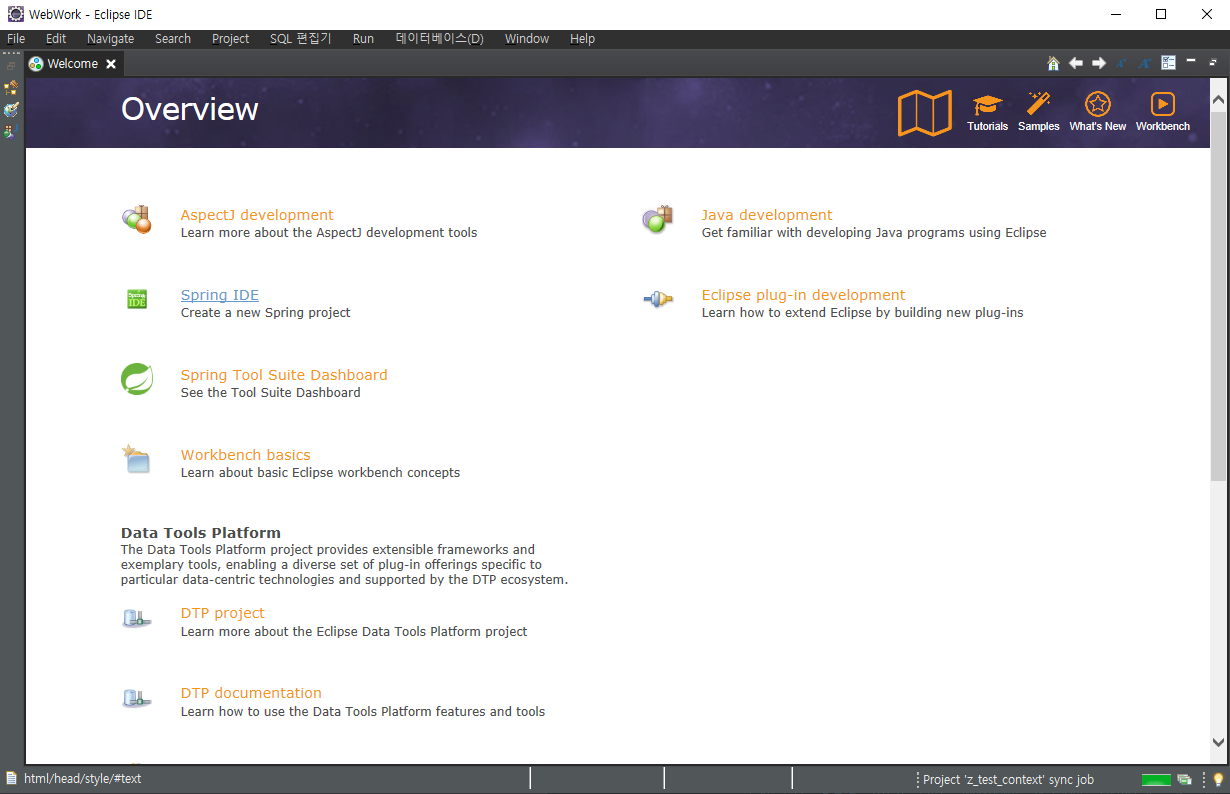 WebWork - Eclipse IDE
File Edit Navigate Search Project SQL 편집기 Run 데이터베이스(D) Window Help
Welcome
Overview
Tutorials Samples What's New Workbench
AspectJ development
Learn more about the AspectJ development tools
Java development
Get familiar with developing Java programs using Eclipse
Spring IDE
Create a new Spring project
Eclipse plug-in development
Learn how to extend Eclipse by building new plug-ins
Spring Tool Suite Dashboard
See the Tool Suite Dashboard
Workbench basics
Learn about basic Eclipse workbench concepts
Data Tools Platform
The Data Tools Platform project provides extensible frameworks and
exemplary tools, enabling a diverse set of plug-in offerings specific to
particular data-centric technologies and supported by the DTP ecosystem.
DTP project
Learn more about the Eclipse Data Tools Platform project
DTP documentation
Learn how to use the Data Tools Platform features and tools
html/head/style/#text
Project 'z_test_context' sync job